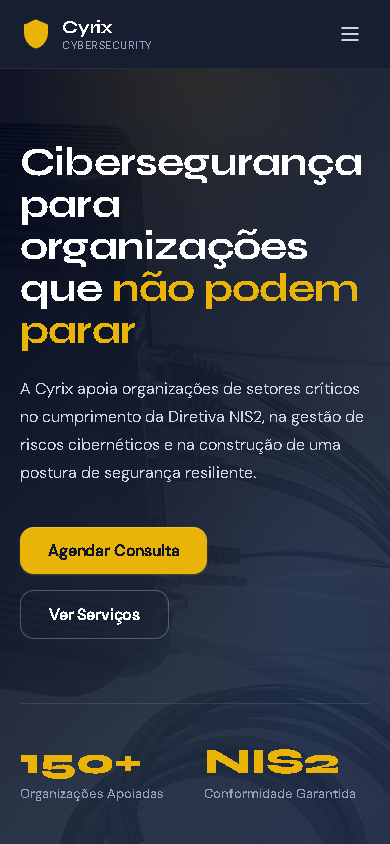 Cyrix
CYBERSECURITY
Cibersegurança
para
organizações
que não podem
parar
A Cyrix apoia organizações de setores críticos
no cumprimento da Diretiva NIS2, na gestão de
riscos cibernéticos e na construção de uma
postura de segurança resiliente.
Agendar Consulta
Ver Serviços
150+ NIS2
Organizações Apoiadas Conformidade Garantida